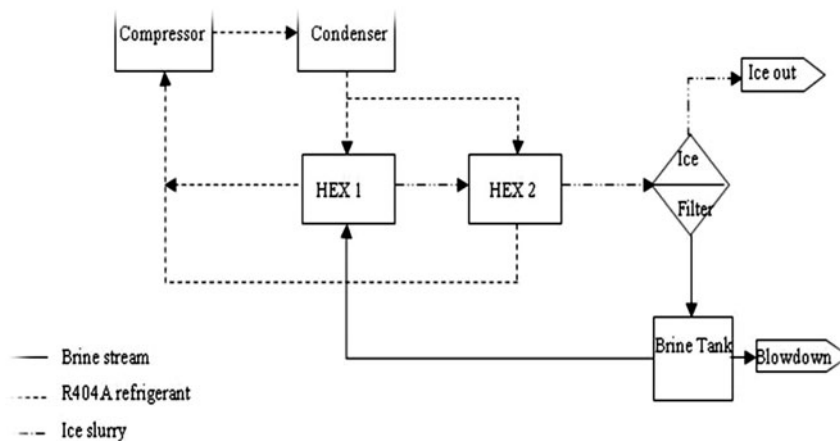 Compressor
Condenser
Ice out
HEX 1
HEX 2
Ice
Filter
Brine Tank
Blowdown
Brine stream
R404A refrigerant
Ice slurry